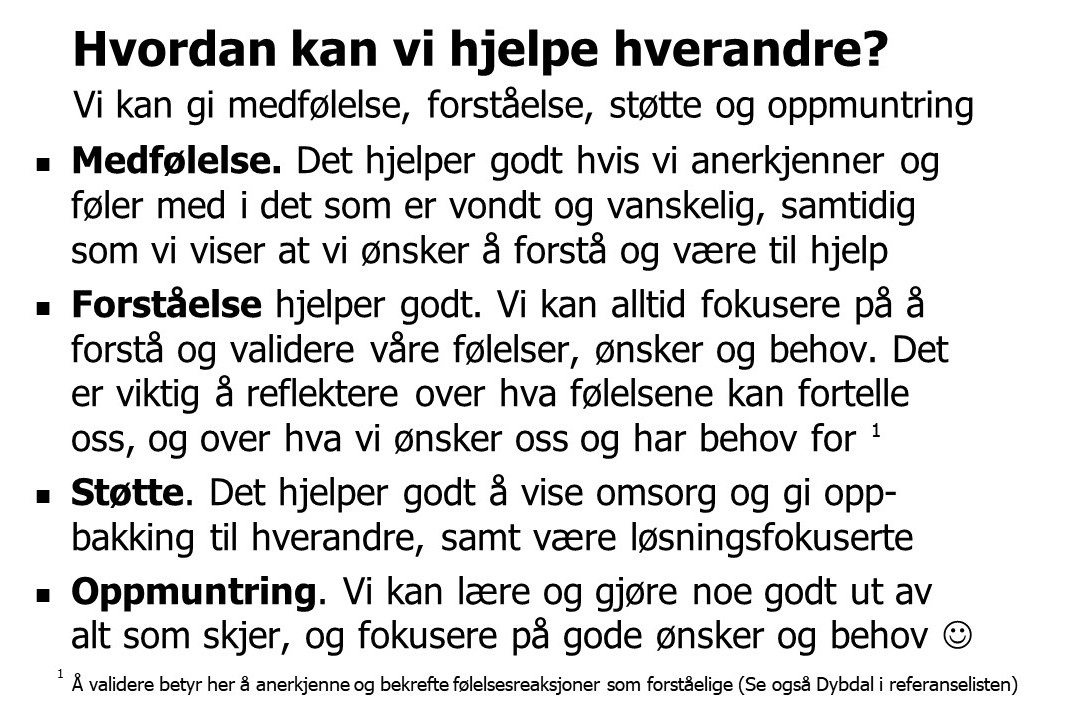 Hvordan kan vi hjelpe hverandre?
Vi kan gi medfølelse, forståelse, støtte og oppmuntring
▪ Medfølelse. Det hjelper godt hvis vi anerkjenner og
føler med i det som er vondt og vanskelig, samtidig
som vi viser at vi ønsker å forstå og være til hjelp
▪ Forståelse hjelper godt. Vi kan alltid fokusere på å
forstå og validere våre følelser, ønsker og behov. Det
er viktig å reflektere over hva følelsene kan fortelle
oss, og over hva vi ønsker oss og har behov for ¹
▪ Støtte. Det hjelper godt å vise omsorg og gi opp-
bakking til hverandre, samt være løsningsfokuserte
▪ Oppmuntring. Vi kan lære og gjøre noe godt ut av
alt som skjer, og fokusere på gode ønsker og behov ☺
¹ Å validere betyr her å anerkjenne og bekrefte følelsesreaksjoner som forståelige (Se også Dybdal i referanselisten)